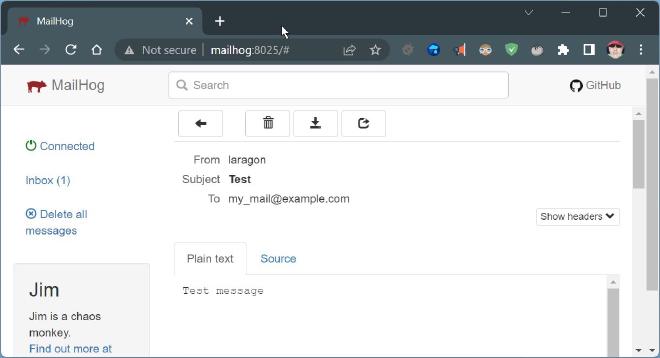 MailHog
Not secure | mailhog:8025/#
MailHog
Search
GitHub
Connected
Inbox (1)
Delete all
messages
From laragon
Subject Test
To my_mail@example.com
Show headers
Plain text Source
Test message
Jim
Jim is a chaos
monkey.
Find out more at